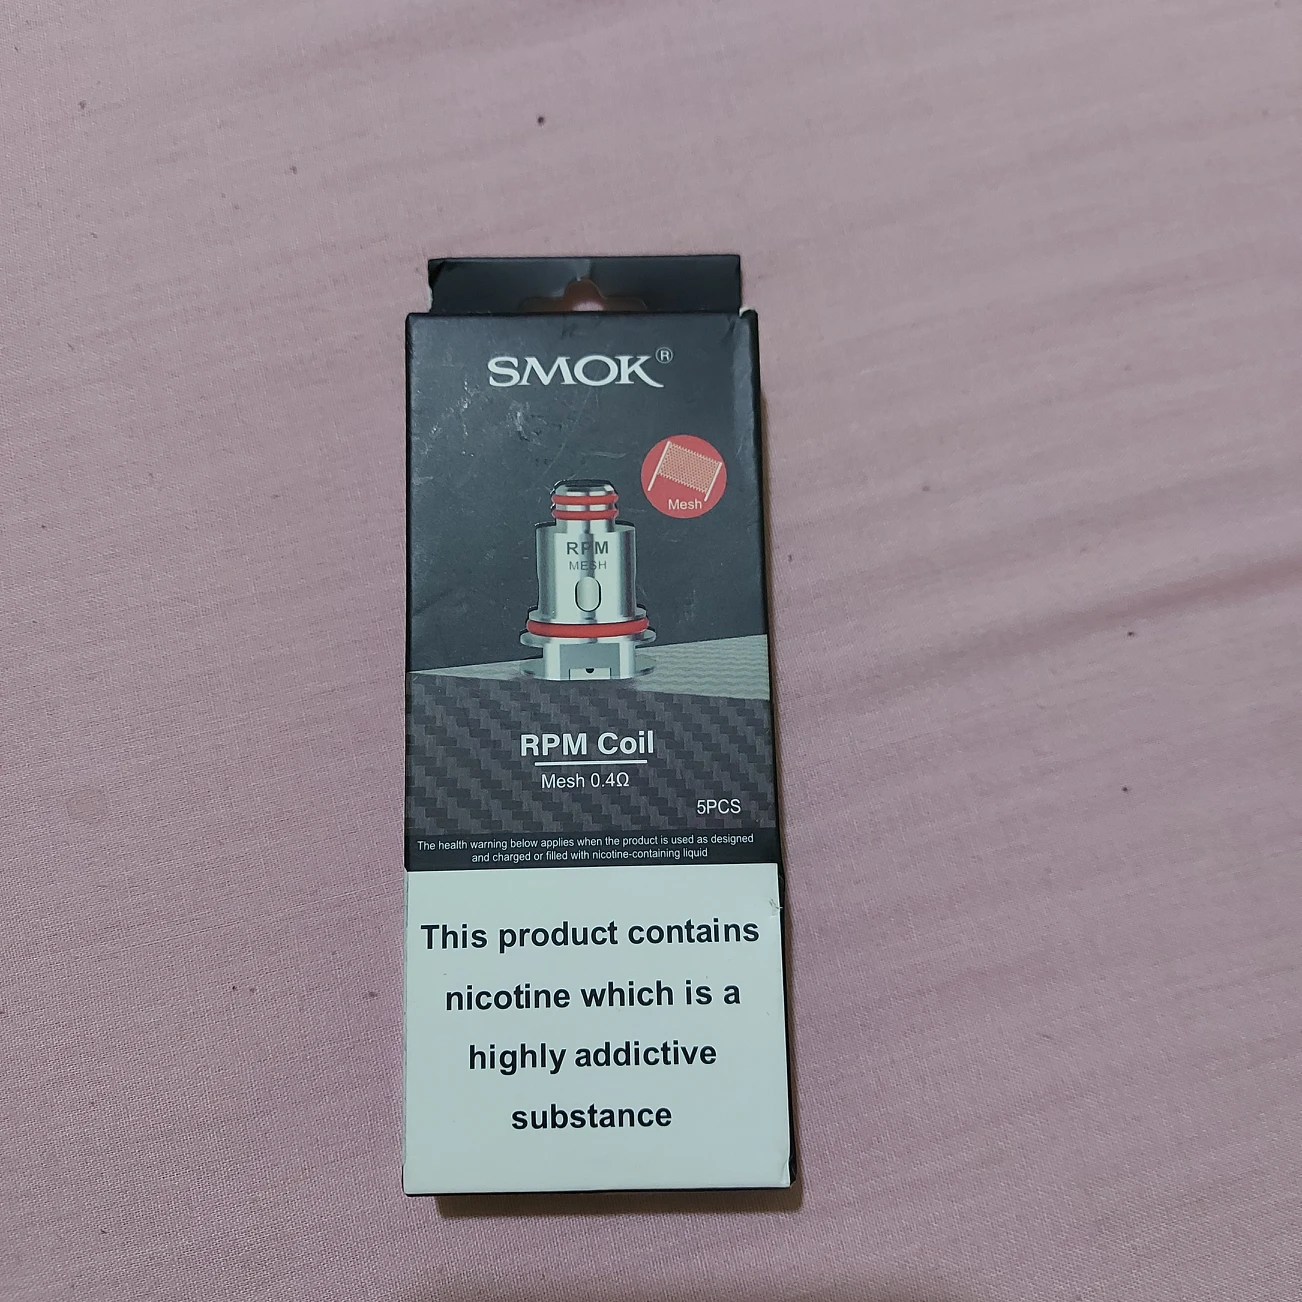 SMOK®
Mesh
RPM
MESH
RPM Coil
Mesh 0.4Ω
5PCS
The health warning below applies when the product is used as designed
and charged or filled with nicotine-containing liquid
This product contains
nicotine which is a
highly addictive
substance